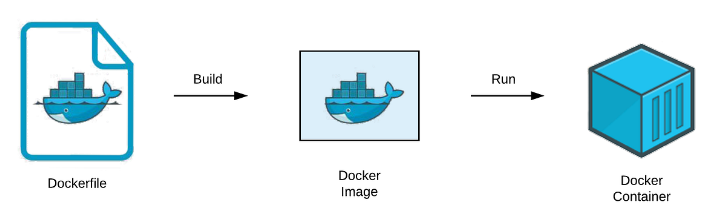 Build
Run
Dockerfile
Docker
Image
Docker
Container